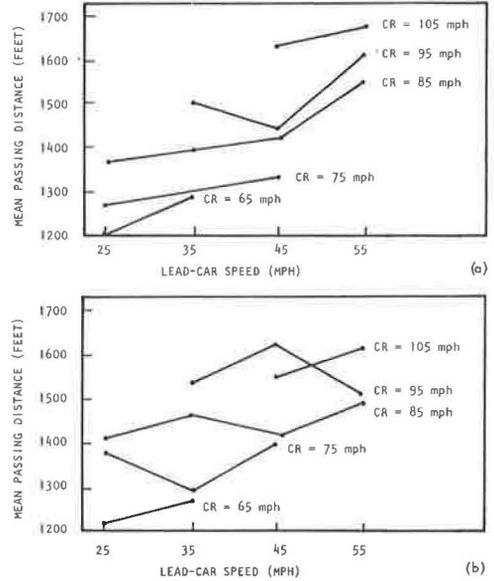 MEAN PASSING DISTANCE (FEET)
1700
1600
1500
1400
1300
1200
CR = 105 mph
CR = 95 mph
CR = 85 mph
CR = 75 mph
CR = 65 mph
25 35 45 55
LEAD-CAR SPEED (MPH)
(a)
MEAN PASSING DISTANCE (FEET)
1700
1600
1500
1400
1300
1200
CR = 105 mph
CR = 95 mph
CR = 85 mph
CR = 75 mph
CR = 65 mph
25 35 45 55
LEAD-CAR SPEED (MPH)
(b)